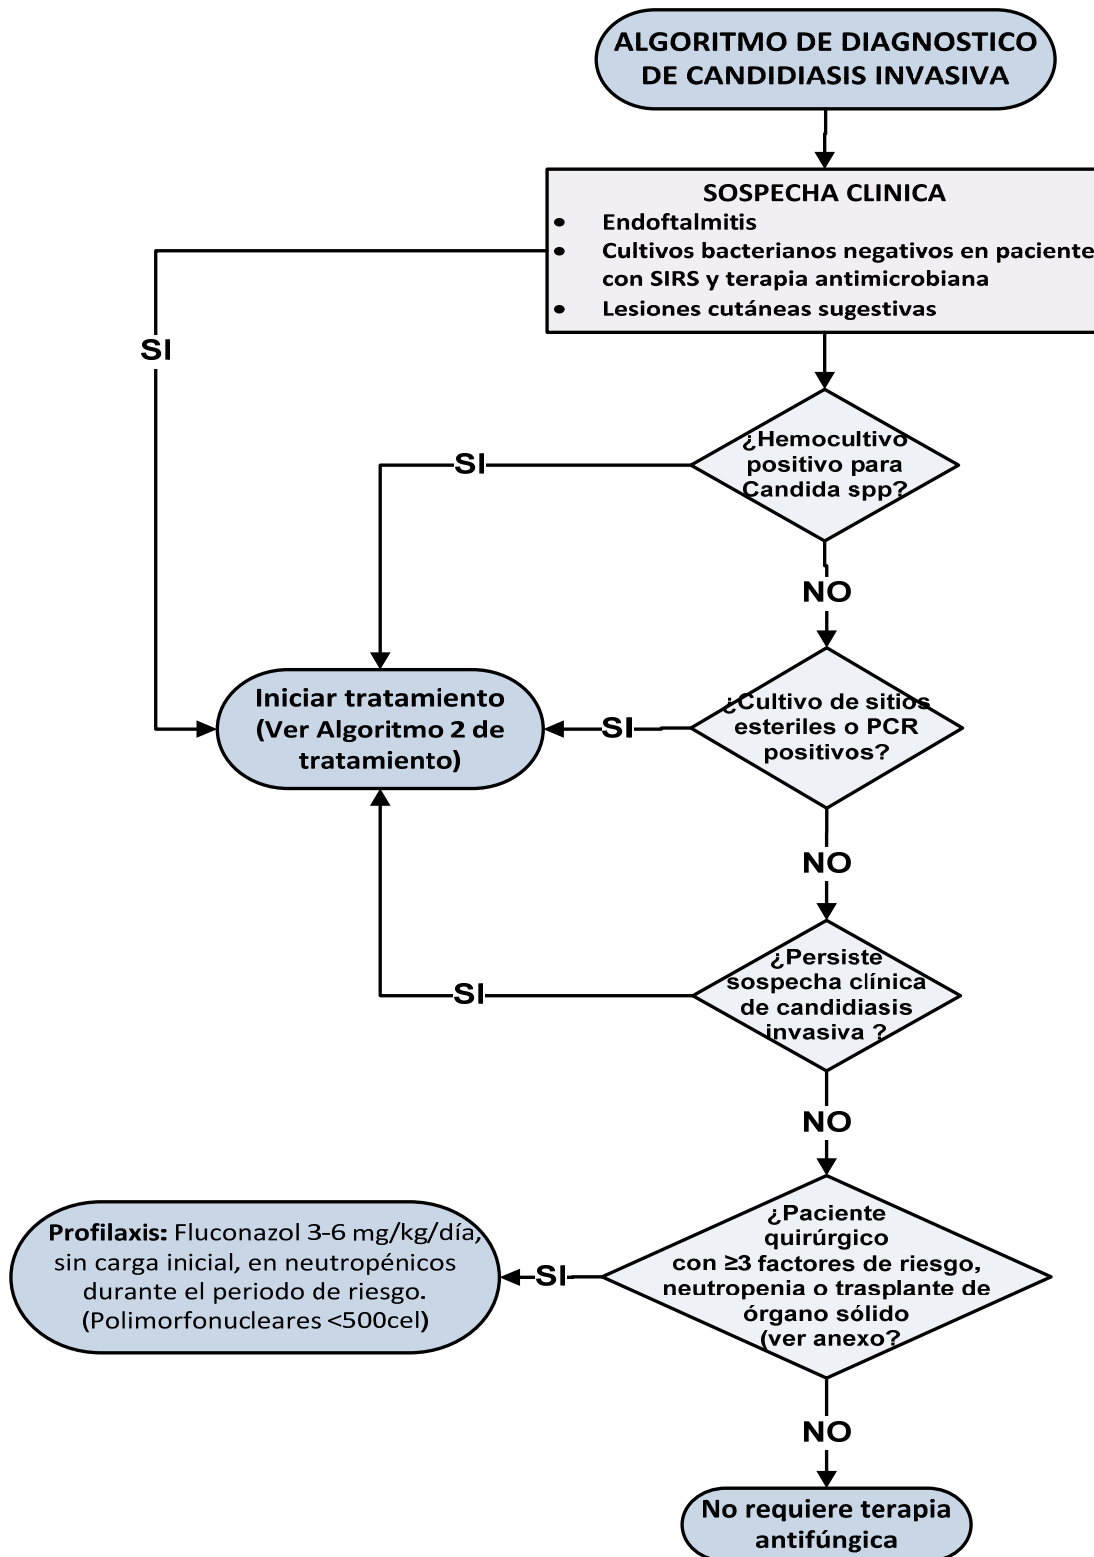 ALGORITMO DE DIAGNOSTICO
DE CANDIDIASIS INVASIVA
SOSPECHA CLINICA
• Endoftalmitis
• Cultivos bacterianos negativos en paciente
con SIRS y terapia antimicrobiana
• Lesiones cutáneas sugestivas
SI
¿Hemocultivo
positivo para
Candida spp?
SI
NO
Iniciar tratamiento
(Ver Algoritmo 2 de
tratamiento)
SI
¿Cultivo de sitios
esteriles o PCR
positivos?
NO
¿Persiste
sospecha clínica
de candidiasis
invasiva ?
SI
NO
Profilaxis: Fluconazol 3-6 mg/kg/día,
sin carga inicial, en neutropénicos
durante el periodo de riesgo.
(Polimorfonucleares <500cel)
SI
¿Paciente
quirúrgico
con ≥3 factores de riesgo,
neutropenia o trasplante de
órgano sólido
(ver anexo?
NO
No requiere terapia
antifúngica